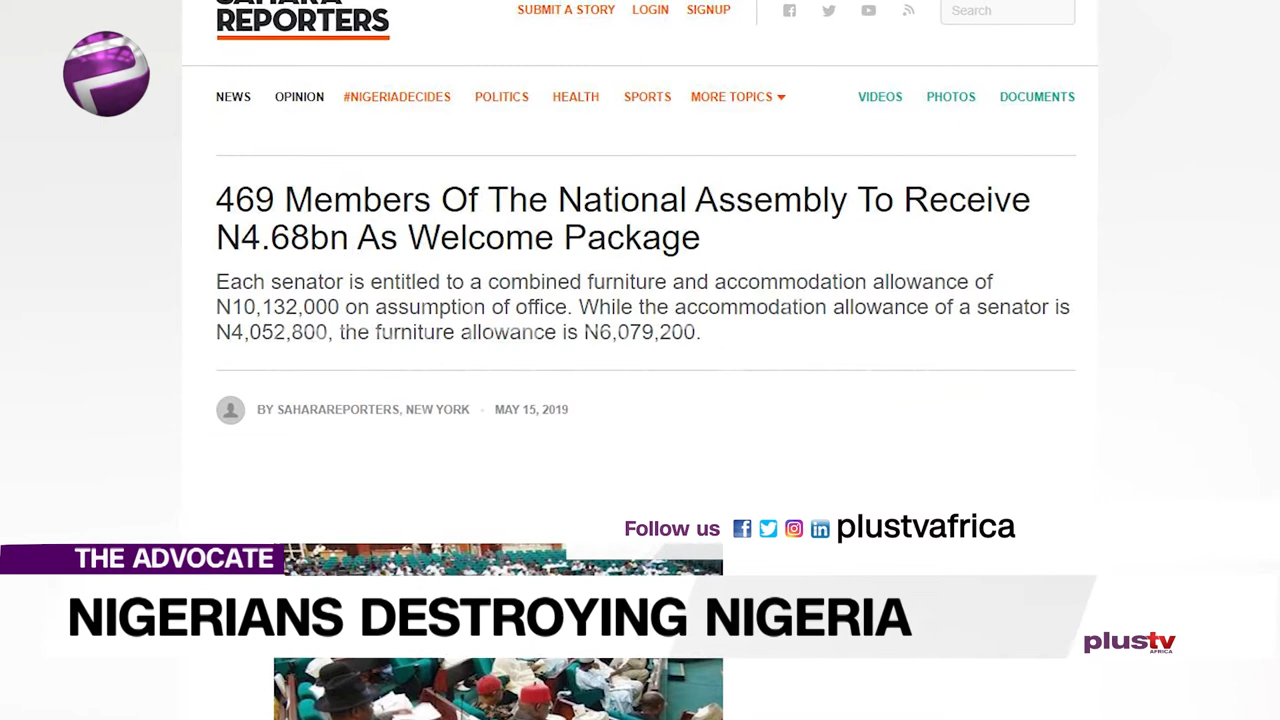 SAHARA
REPORTERS
SUBMIT A STORY LOGIN SIGNUP
Search
NEWS OPINION #NIGERIADECIDES POLITICS HEALTH SPORTS MORE TOPICS VIDEOS PHOTOS DOCUMENTS
469 Members Of The National Assembly To Receive
N4.68bn As Welcome Package
Each senator is entitled to a combined furniture and accommodation allowance of
N10,132,000 on assumption of office. While the accommodation allowance of a senator is
N4,052,800, the furniture allowance is N6,079,200.
BY SAHARAREPORTERS, NEW YORK · MAY 15, 2019
Follow us plustvafrica
THE ADVOCATE
NIGERIANS DESTROYING NIGERIA
plustv
AFRICA